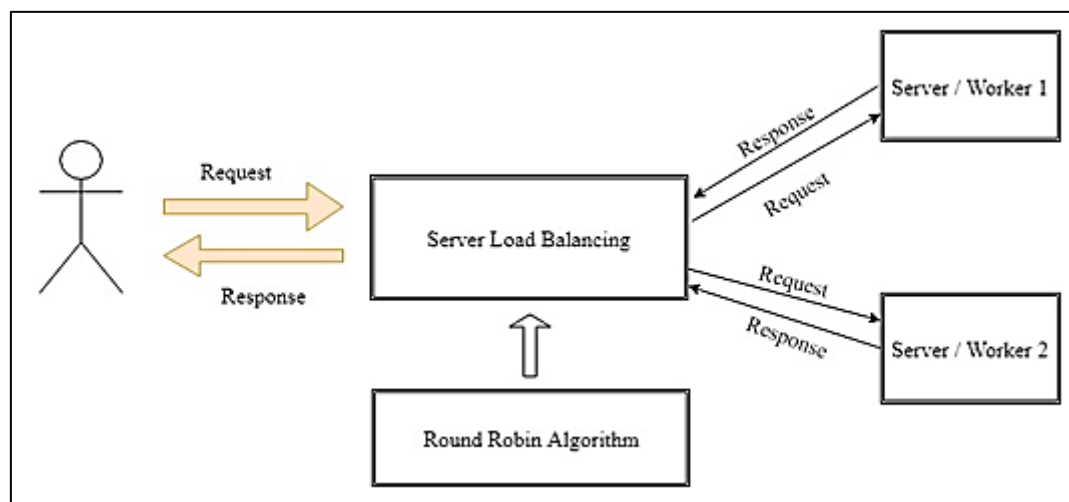 Request
Response
Server Load Balancing
Round Robin Algorithm
Response
Request
Server / Worker 1
Request
Response
Server / Worker 2